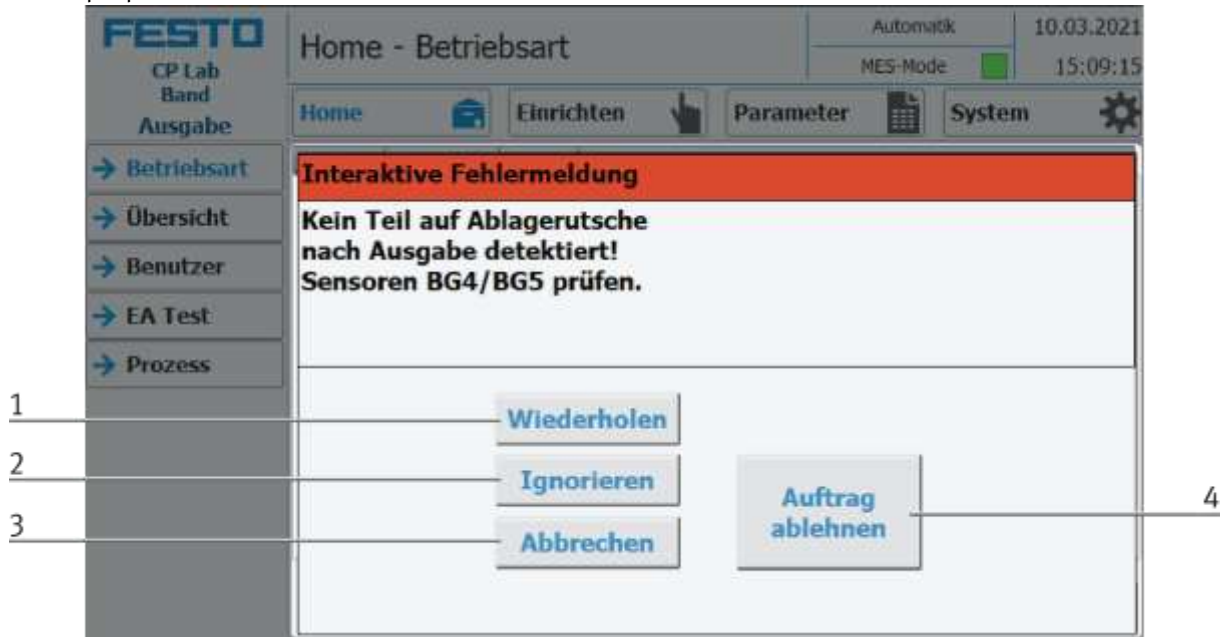 FESTO
CP Lab
Band
Ausgabe
Home - Betriebsart
Automatik
MES-Mode
10.03.2021
15:09:15
Home
Einrichten
Parameter
System
Betriebsart
Übersicht
Benutzer
EA Test
Prozess
Interaktive Fehlermeldung
Kein Teil auf Ablagerutsche
nach Ausgabe detektiert!
Sensoren BG4/BG5 prüfen.
1
Wiederholen
2
Ignorieren
3
Abbrechen
Auftrag
ablehnen
4